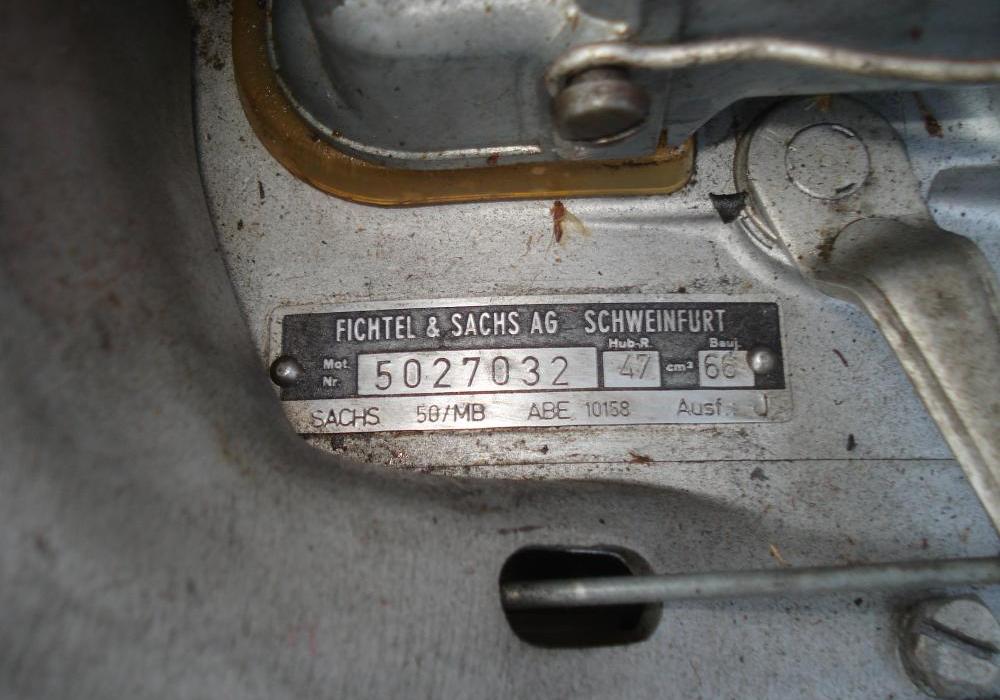 FICHTEL & SACHS AG SCHWEINFURT
Mot. Nr. 5027032 Hub-R. 47 cm³ Bauj. 66
SACHS 50/MB ABE 10158 Ausf. J